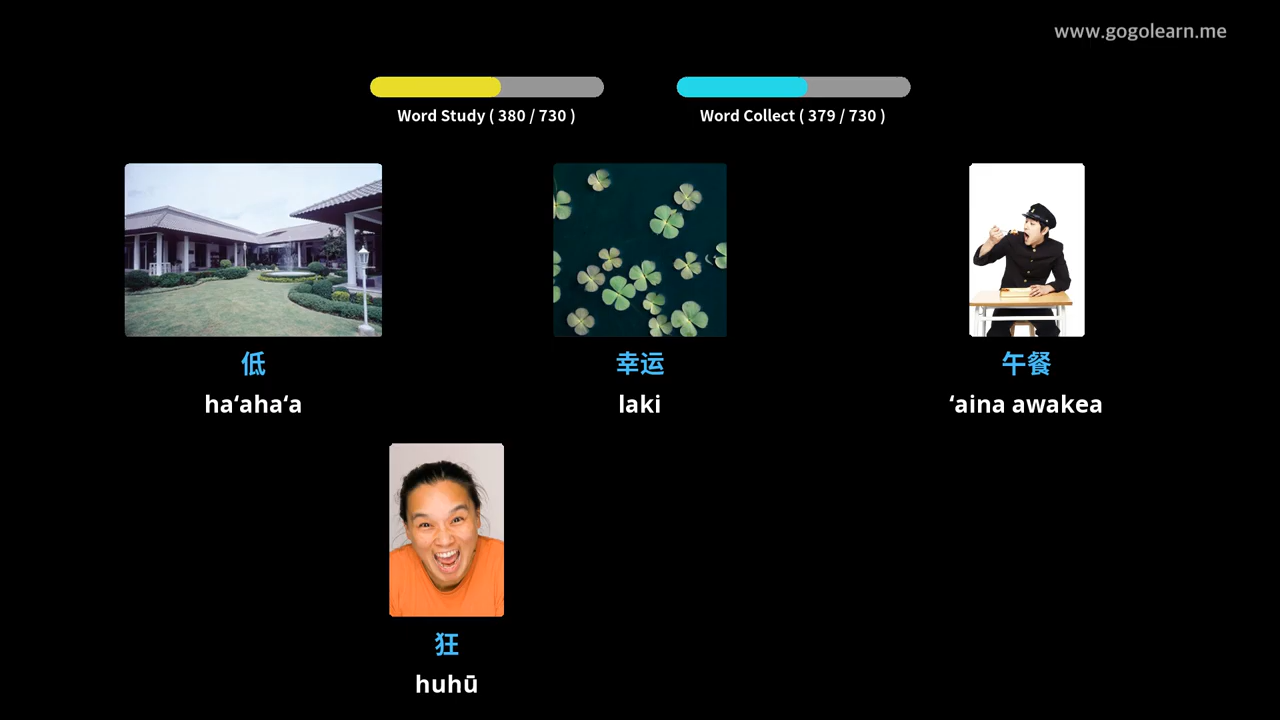 www.gogolearn.me
Word Study ( 380 / 730 )
Word Collect ( 379 / 730 )
低
haʻahaʻa
幸运
laki
午餐
ʻaina awakea
狂
huhū